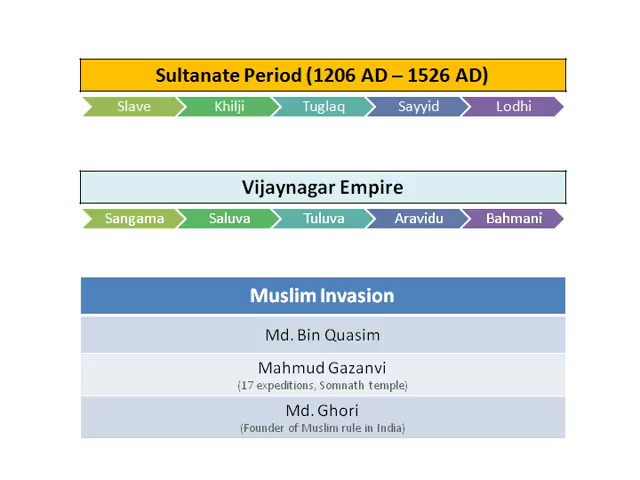 Sultanate Period (1206 AD – 1526 AD)
Slave Khilji Tuglaq Sayyid Lodhi
Vijaynagar Empire
Sangama Saluva Tuluva Aravidu Bahmani
Muslim Invasion
Md. Bin Quasim
Mahmud Gazanvi
(17 expeditions, Somnath temple)
Md. Ghori
(Founder of Muslim rule in India)